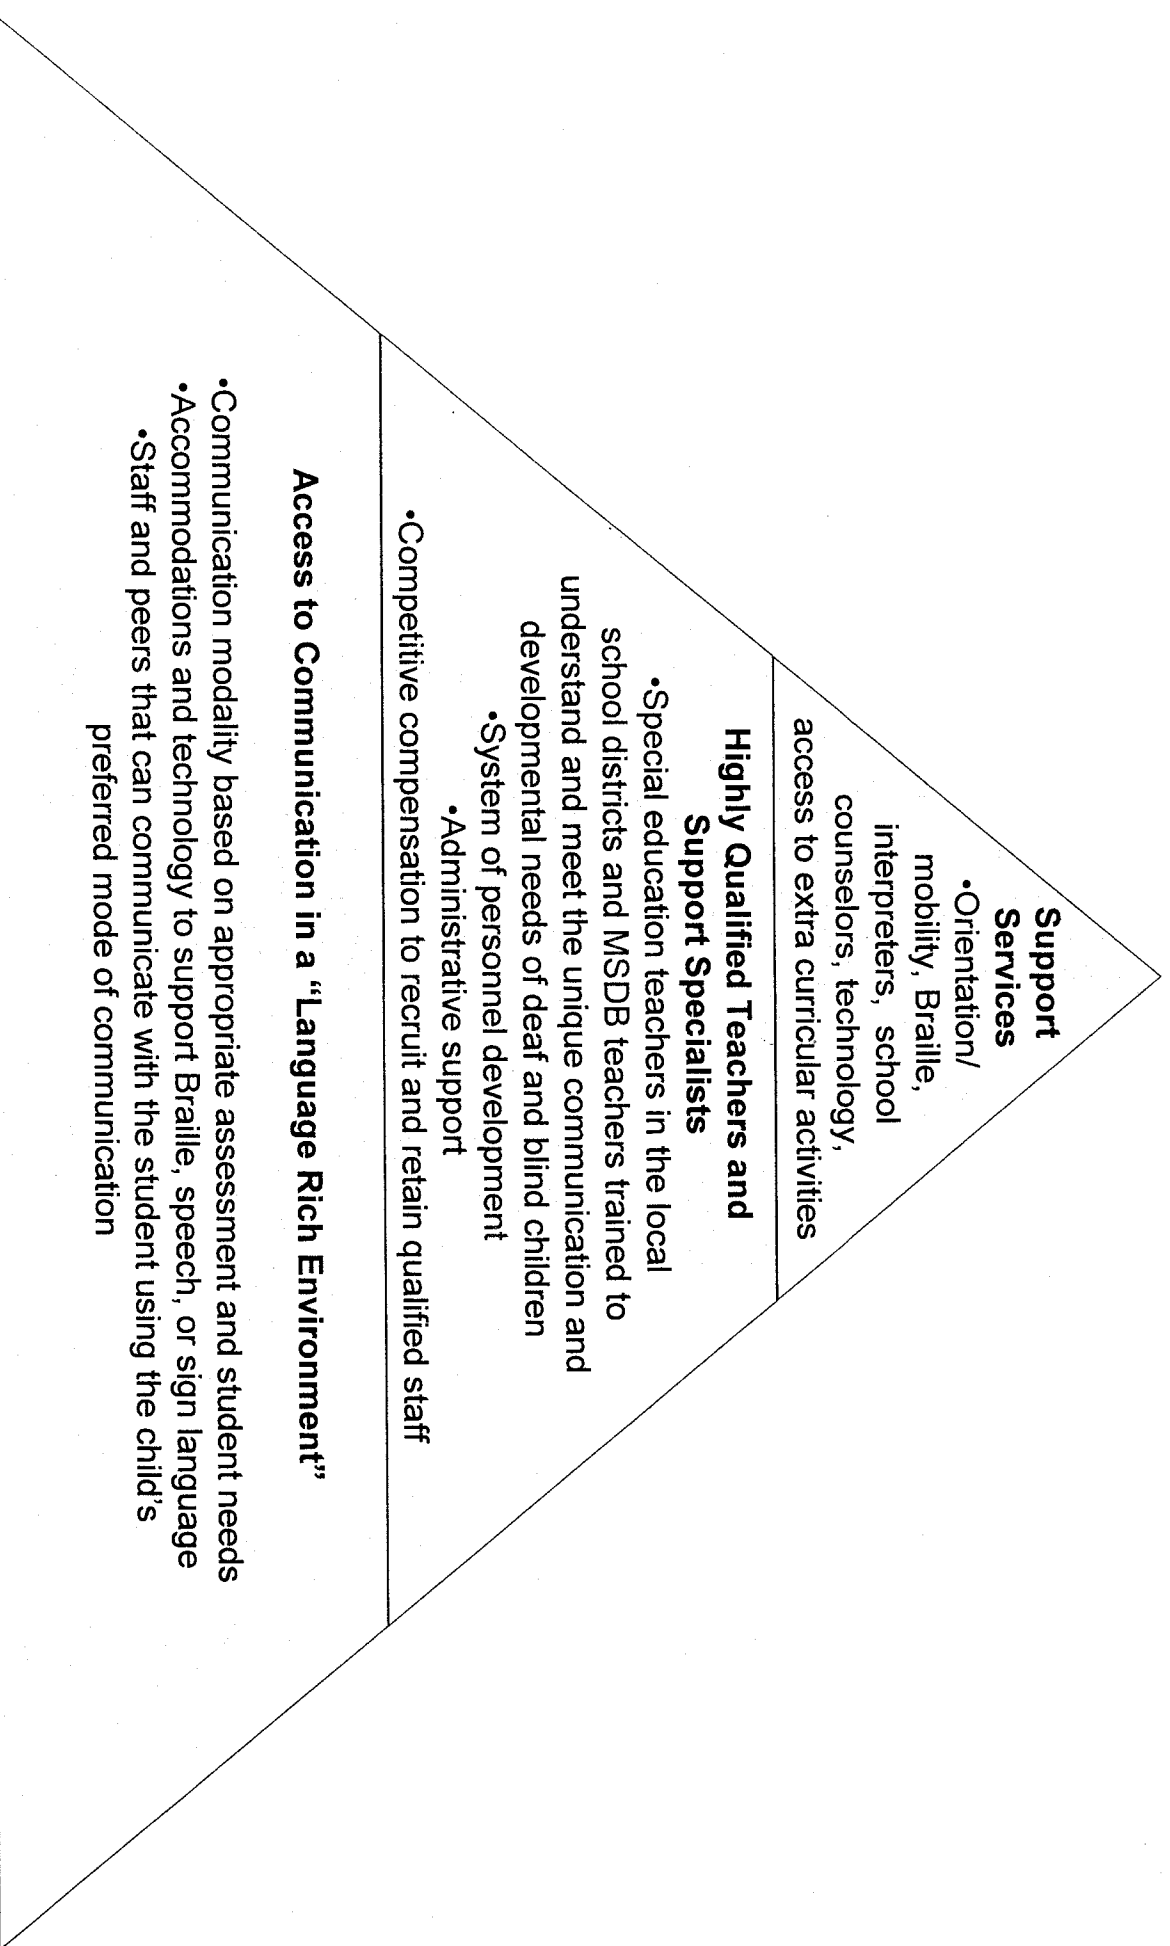 Support
Services
•Orientation/
mobility, Braille,
interpreters, school
counselors, technology,
access to extra curricular activities
Highly Qualified Teachers and
Support Specialists
•Special education teachers in the local
school districts and MSDB teachers trained to
understand and meet the unique communication and
developmental needs of deaf and blind children
•System of personnel development
•Administrative support
•Competitive compensation to recruit and retain qualified staff
Access to Communication in a “Language Rich Environment”
•Communication modality based on appropriate assessment and student needs
•Accommodations and technology to support Braille, speech, or sign language
•Staff and peers that can communicate with the student using the child's
preferred mode of communication